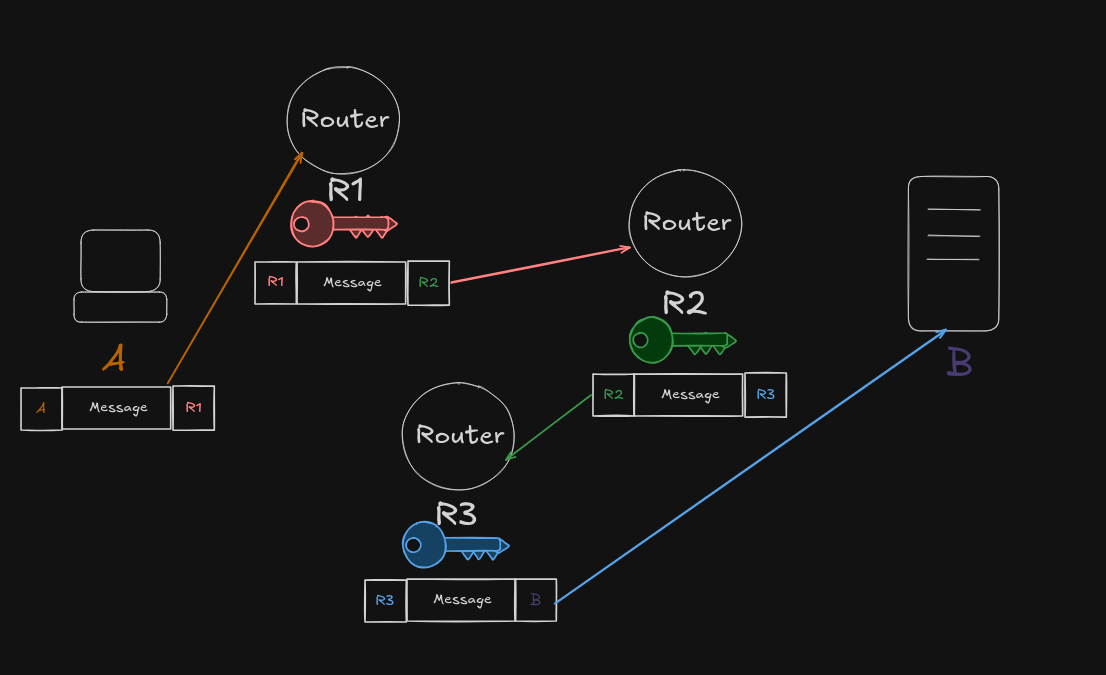 Router
R1
R1 Message R2
Router
R2
R2 Message R3
A
A Message R1
B
Router
R3
R3 Message B